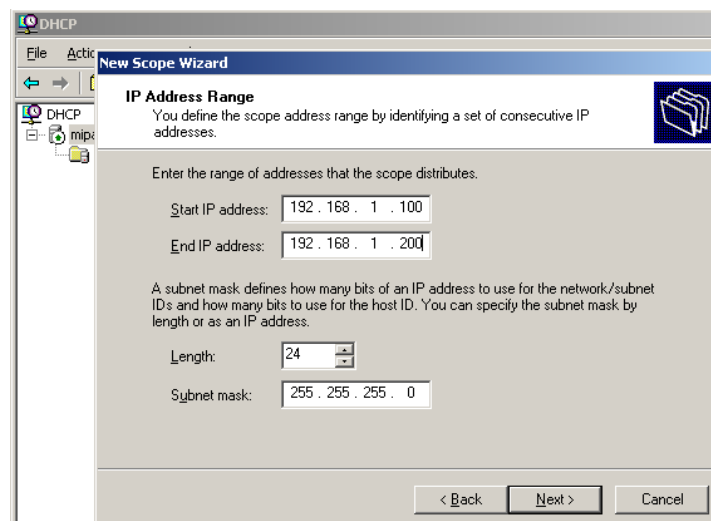 DHCP
File Actic
New Scope Wizard
IP Address Range
You define the scope address range by identifying a set of consecutive IP
addresses.
DHCP
mipa
Enter the range of addresses that the scope distributes.
Start IP address: 192 . 168 . 1 . 100
End IP address: 192 . 168 . 1 . 200
A subnet mask defines how many bits of an IP address to use for the network/subnet
IDs and how many bits to use for the host ID. You can specify the subnet mask by
length or as an IP address.
Length: 24
Subnet mask: 255 . 255 . 255 . 0
< Back Next > Cancel